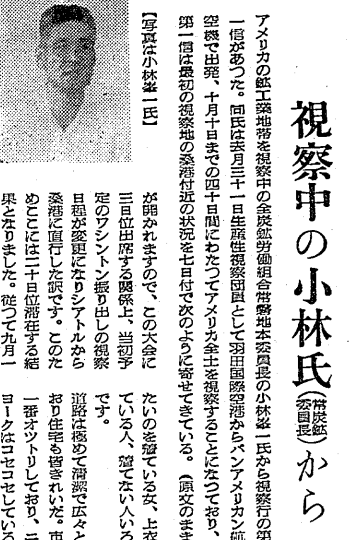 視察中の小林氏(常炭鉱委員長)から
アメリカの鉱工業地帯を視察中の全炭鉱労働組合常磐地本委員長の小林峯一氏から視察行の第
一信があつた。同氏は去月三十一日生産性視察団員として羽田国際空港からパンアメリカン航
空機で出発、十月十日までの四十日間にわたつてアメリカ全土を視察することになつており、
第一信は最初の視察地の桑港付近の状況を七日付で次のように寄せてきている。(原文のまま
【写真は小林峯一氏】
が開かれますので、この大会に
三日位出席する関係上、当初予
定のワシントン振り出しの視察
日程が変更になりシアトルから
桑港に直行した訳です。このた
めここには二十日位滞在する結
果となりました。従つて九月一
たいのを着ている女、上衣
ている人、着てない人いろ
です。
道路は極めて清潔で広々と
おり住宅も皆きれいだ。市
一番オツトリしており、ニ
ヨークはコセコセしている